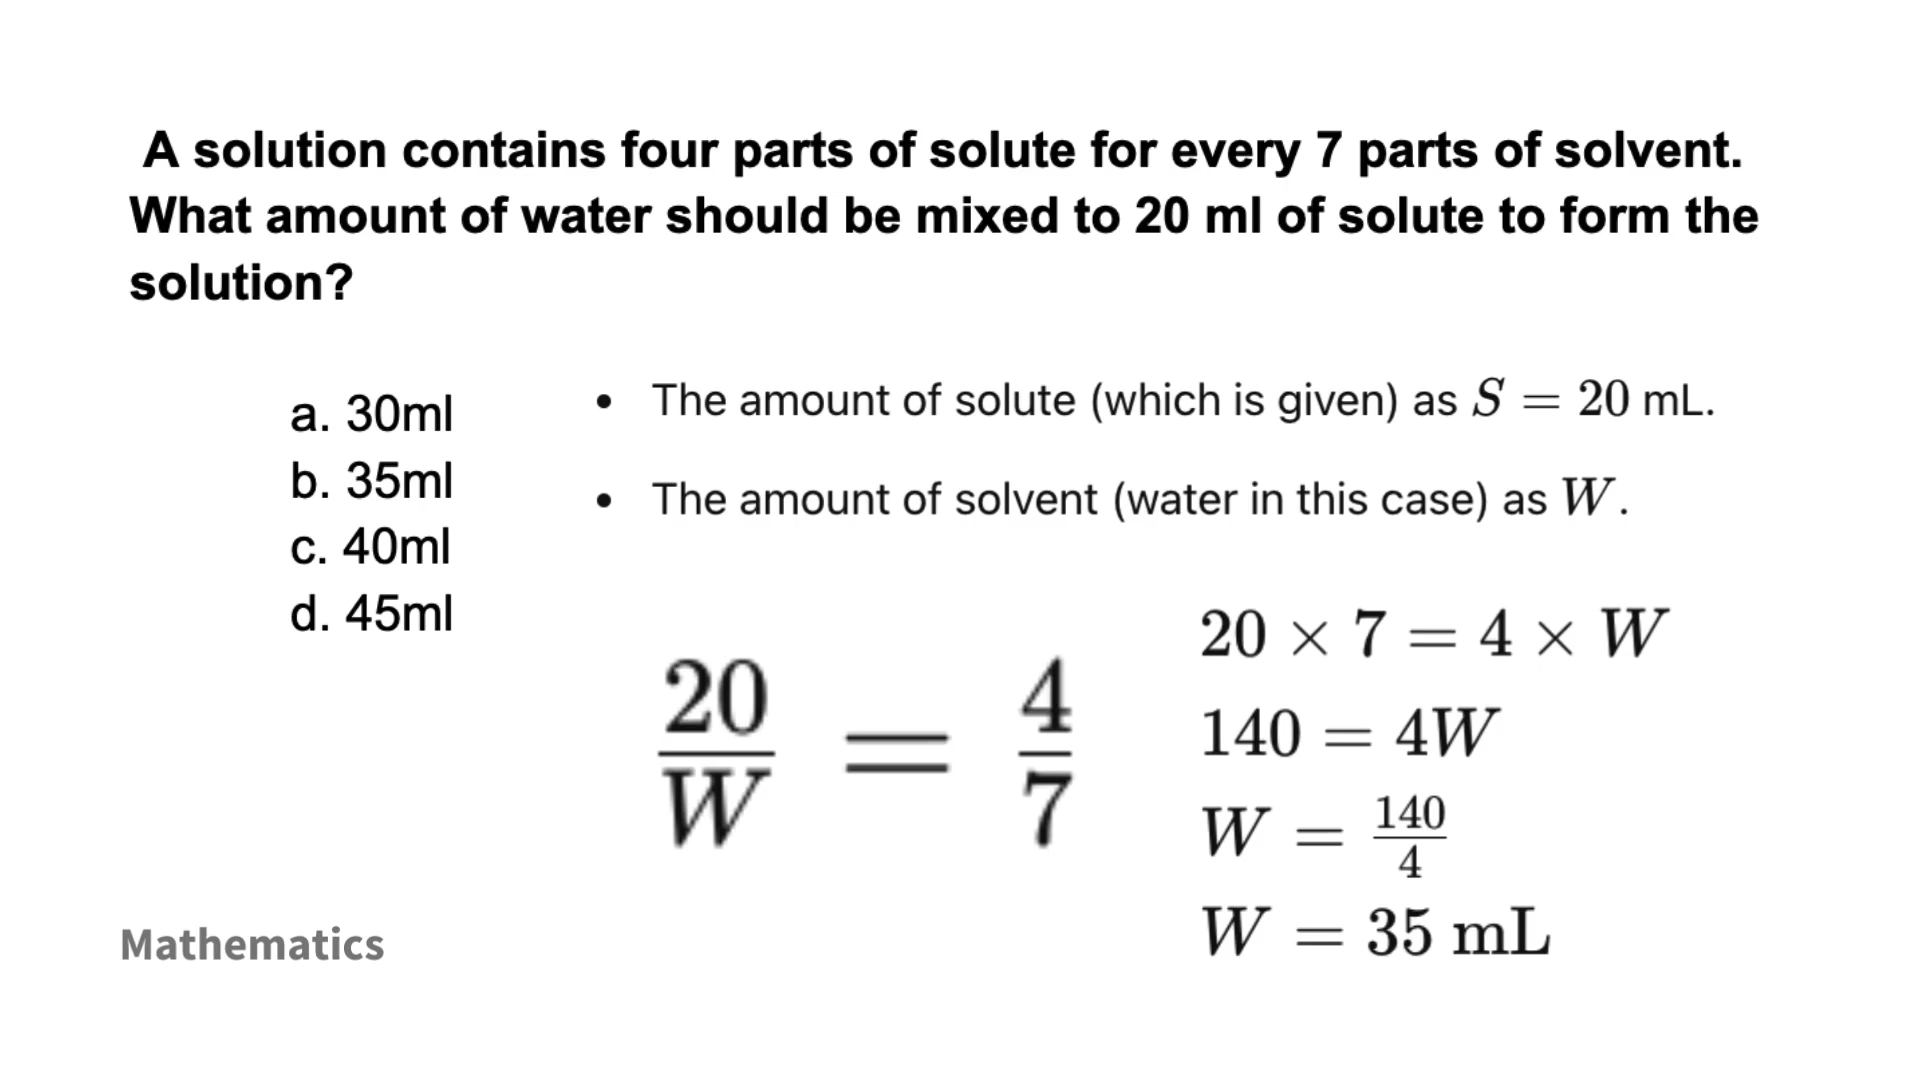 A solution contains four parts of solute for every 7 parts of solvent.
What amount of water should be mixed to 20 ml of solute to form the
solution?
a. 30ml
b. 35ml
c. 40ml
d. 45ml
• The amount of solute (which is given) as S = 20 mL.
• The amount of solvent (water in this case) as W.
20/W = 4/7
20 × 7 = 4 × W
140 = 4W
W = 140/4
W = 35 mL
Mathematics